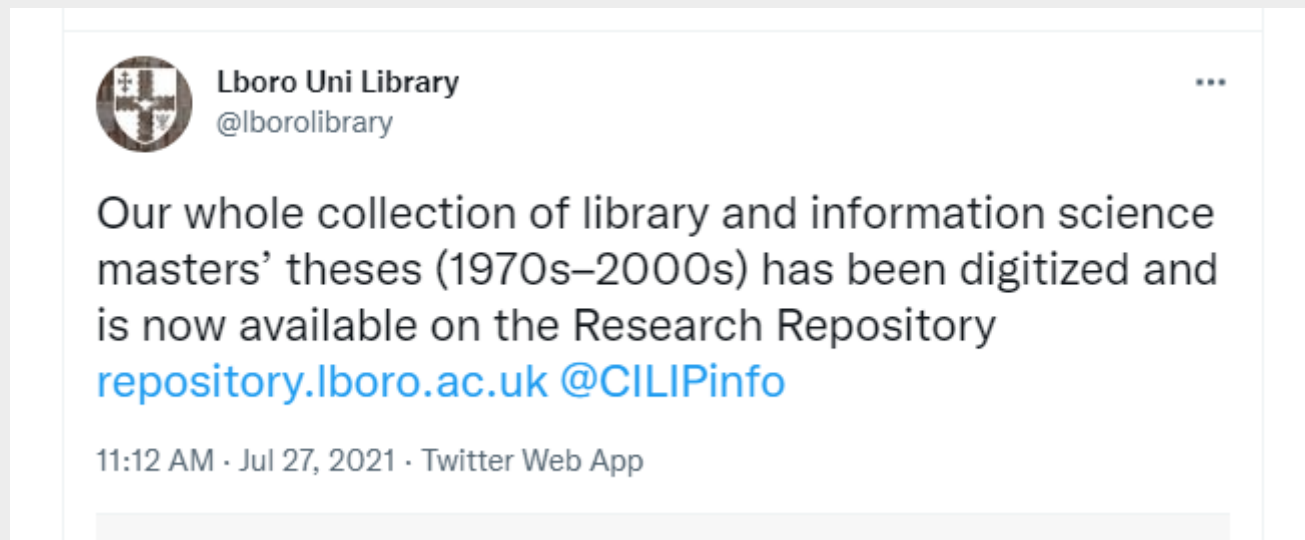 Lboro Uni Library
@lborolibrary
Our whole collection of library and information science
masters’ theses (1970s–2000s) has been digitized and
is now available on the Research Repository
repository.lboro.ac.uk @CILIPinfo
11:12 AM · Jul 27, 2021 · Twitter Web App